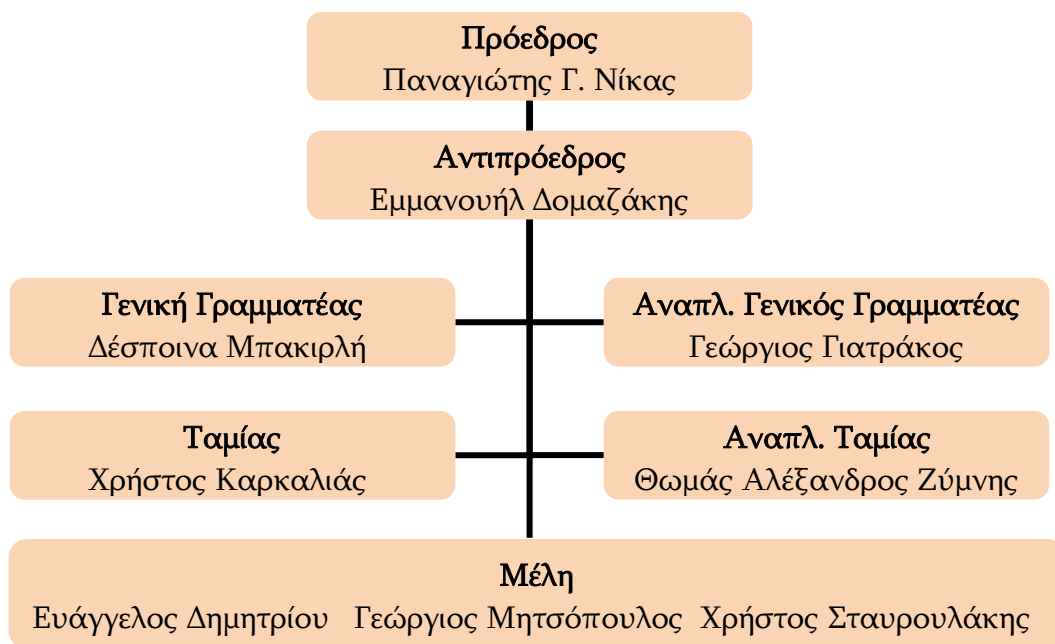 Πρόεδρος
Παναγιώτης Γ. Νίκας
Αντιπρόεδρος
Εμμανουήλ Δομαζάκης
Γενική Γραμματέας
Δέσποινα Μπακιρλή
Αναπλ. Γενικός Γραμματέας
Γεώργιος Γιατράκος
Ταμίας
Χρήστος Καρκαλιάς
Αναπλ. Ταμίας
Θωμάς Αλέξανδρος Ζύμνης
Μέλη
Ευάγγελος Δημητρίου Γεώργιος Μητσόπουλος Χρήστος Σταυρουλάκης